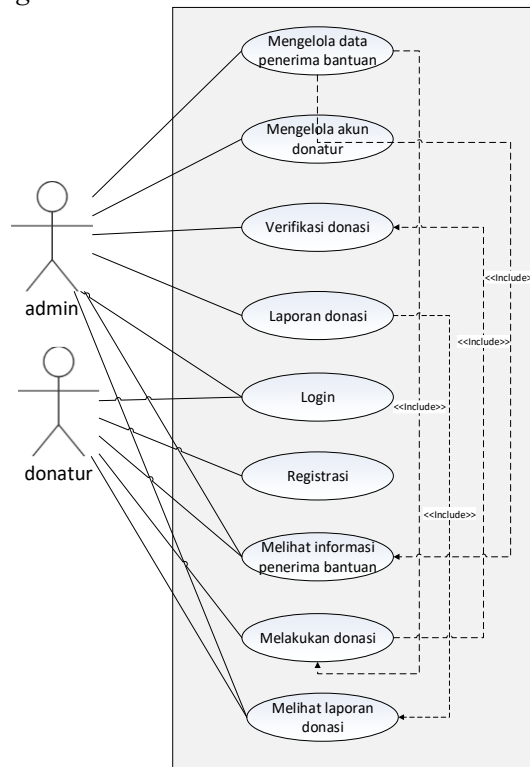 Mengelola data
penerima bantuan
Mengelola akun
donatur
Verifikasi donasi
<<Include>>
admin
Laporan donasi
<<Include>>
donatur
Login
<<Include>>
Registrasi
<<Include>>
Melihat informasi
penerima bantuan
Melakukan donasi
Melihat laporan
donasi